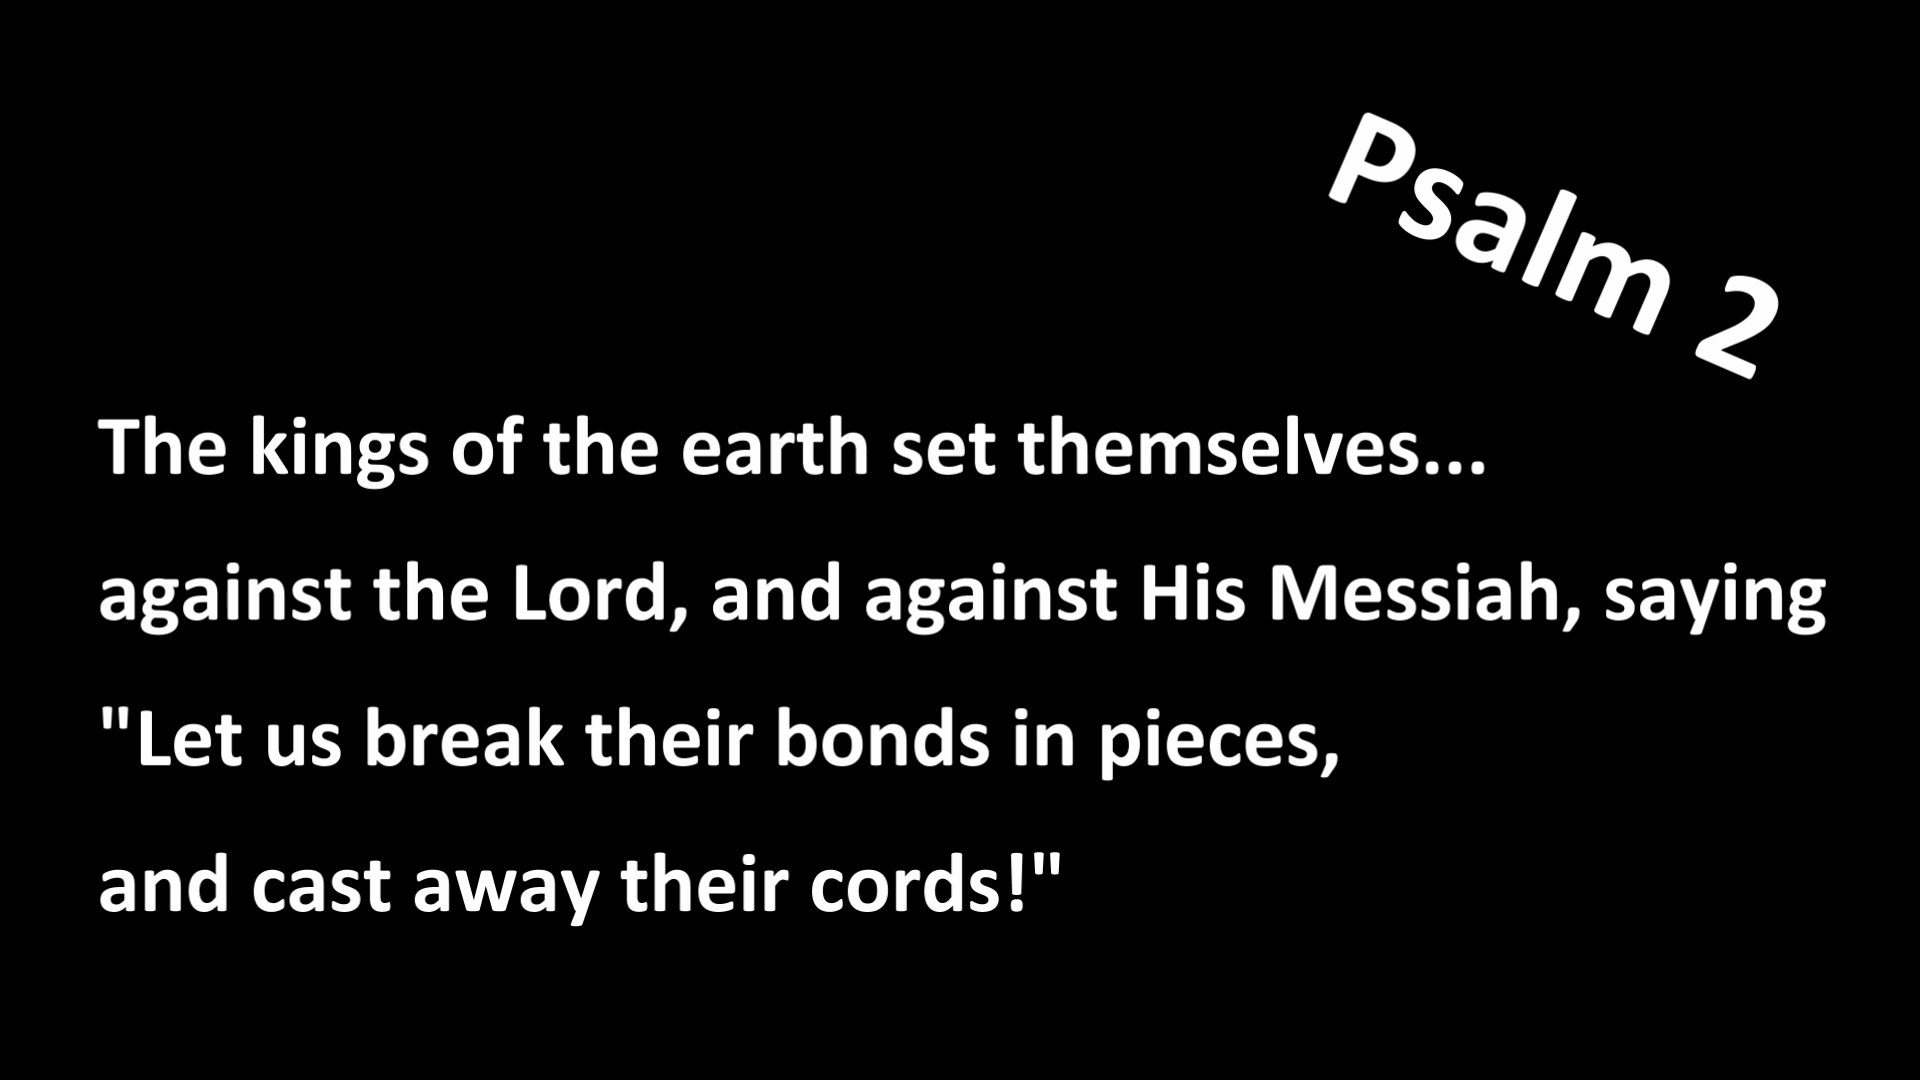 Psalm 2
The kings of the earth set themselves...
against the Lord, and against His Messiah, saying
"Let us break their bonds in pieces,
and cast away their cords!"